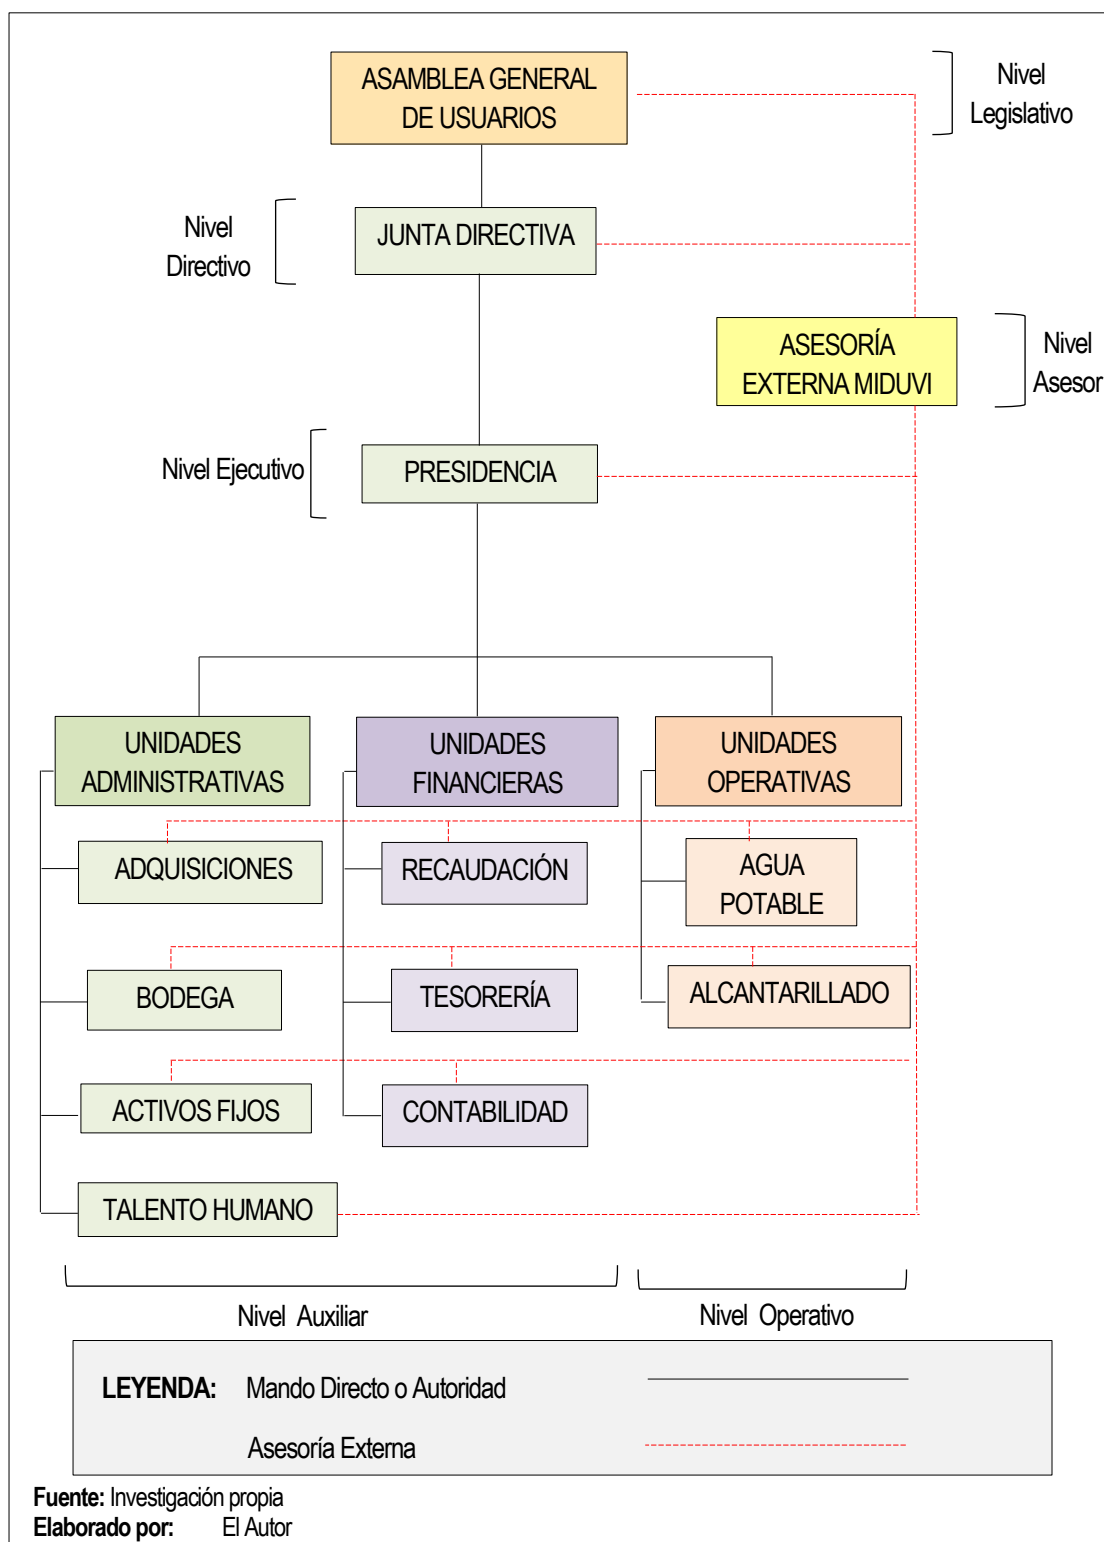 ASAMBLEA GENERAL
DE USUARIOS
Nivel
Legislativo
Nivel
Directivo
JUNTA DIRECTIVA
ASESORÍA
EXTERNA MIDUVI
Nivel
Asesor
Nivel Ejecutivo
PRESIDENCIA
UNIDADES
ADMINISTRATIVAS
UNIDADES
FINANCIERAS
UNIDADES
OPERATIVAS
ADQUISICIONES
RECAUDACIÓN
AGUA
POTABLE
BODEGA
TESORERÍA
ALCANTARILLADO
ACTIVOS FIJOS
CONTABILIDAD
TALENTO HUMANO
Nivel Auxiliar
Nivel Operativo
LEYENDA: Mando Directo o Autoridad
Asesoría Externa
Fuente: Investigación propia
Elaborado por: El Autor